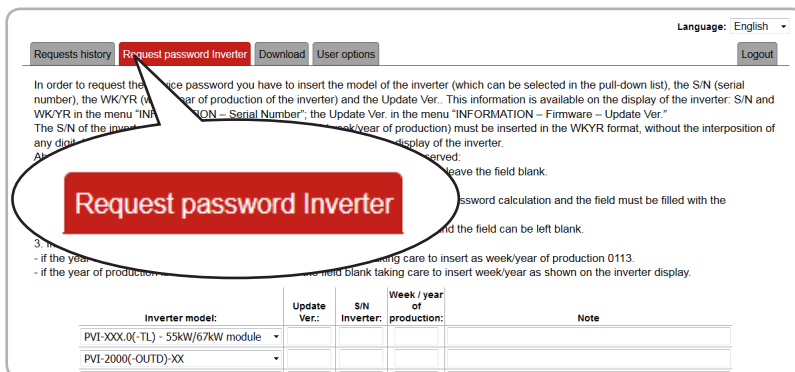 Language: English
Requests history Request password Inverter Download User options Logout
In order to request the vice password you have to insert the model of the inverter (which can be selected in the pull-down list), the S/N (serial
number), the WK/YR (w ear of production of the inverter) and the Update Ver.. This information is available on the display of the inverter: S/N and
WK/YR in the menu “INF ION – Serial Number”; the Update Ver. in the menu “INFORMATION – Firmware – Update Ver.”
The S/N of the invert ek/year of production) must be inserted in the WKYR format, without the interposition of
any digit display of the inverter.
served:
leave the field blank.
Request password Inverter
ssword calculation and the field must be filled with the
nd the field can be left blank.
3. I
- if the year king care to insert as week/year of production 0113.
- if the year of production field blank taking care to insert week/year as shown on the inverter display.
Inverter model: Update Ver.: S/N Inverter: Week / year of production: Note
PVI-XXX.0(-TL) - 55kW/67kW module
PVI-2000(-OUTD)-XX